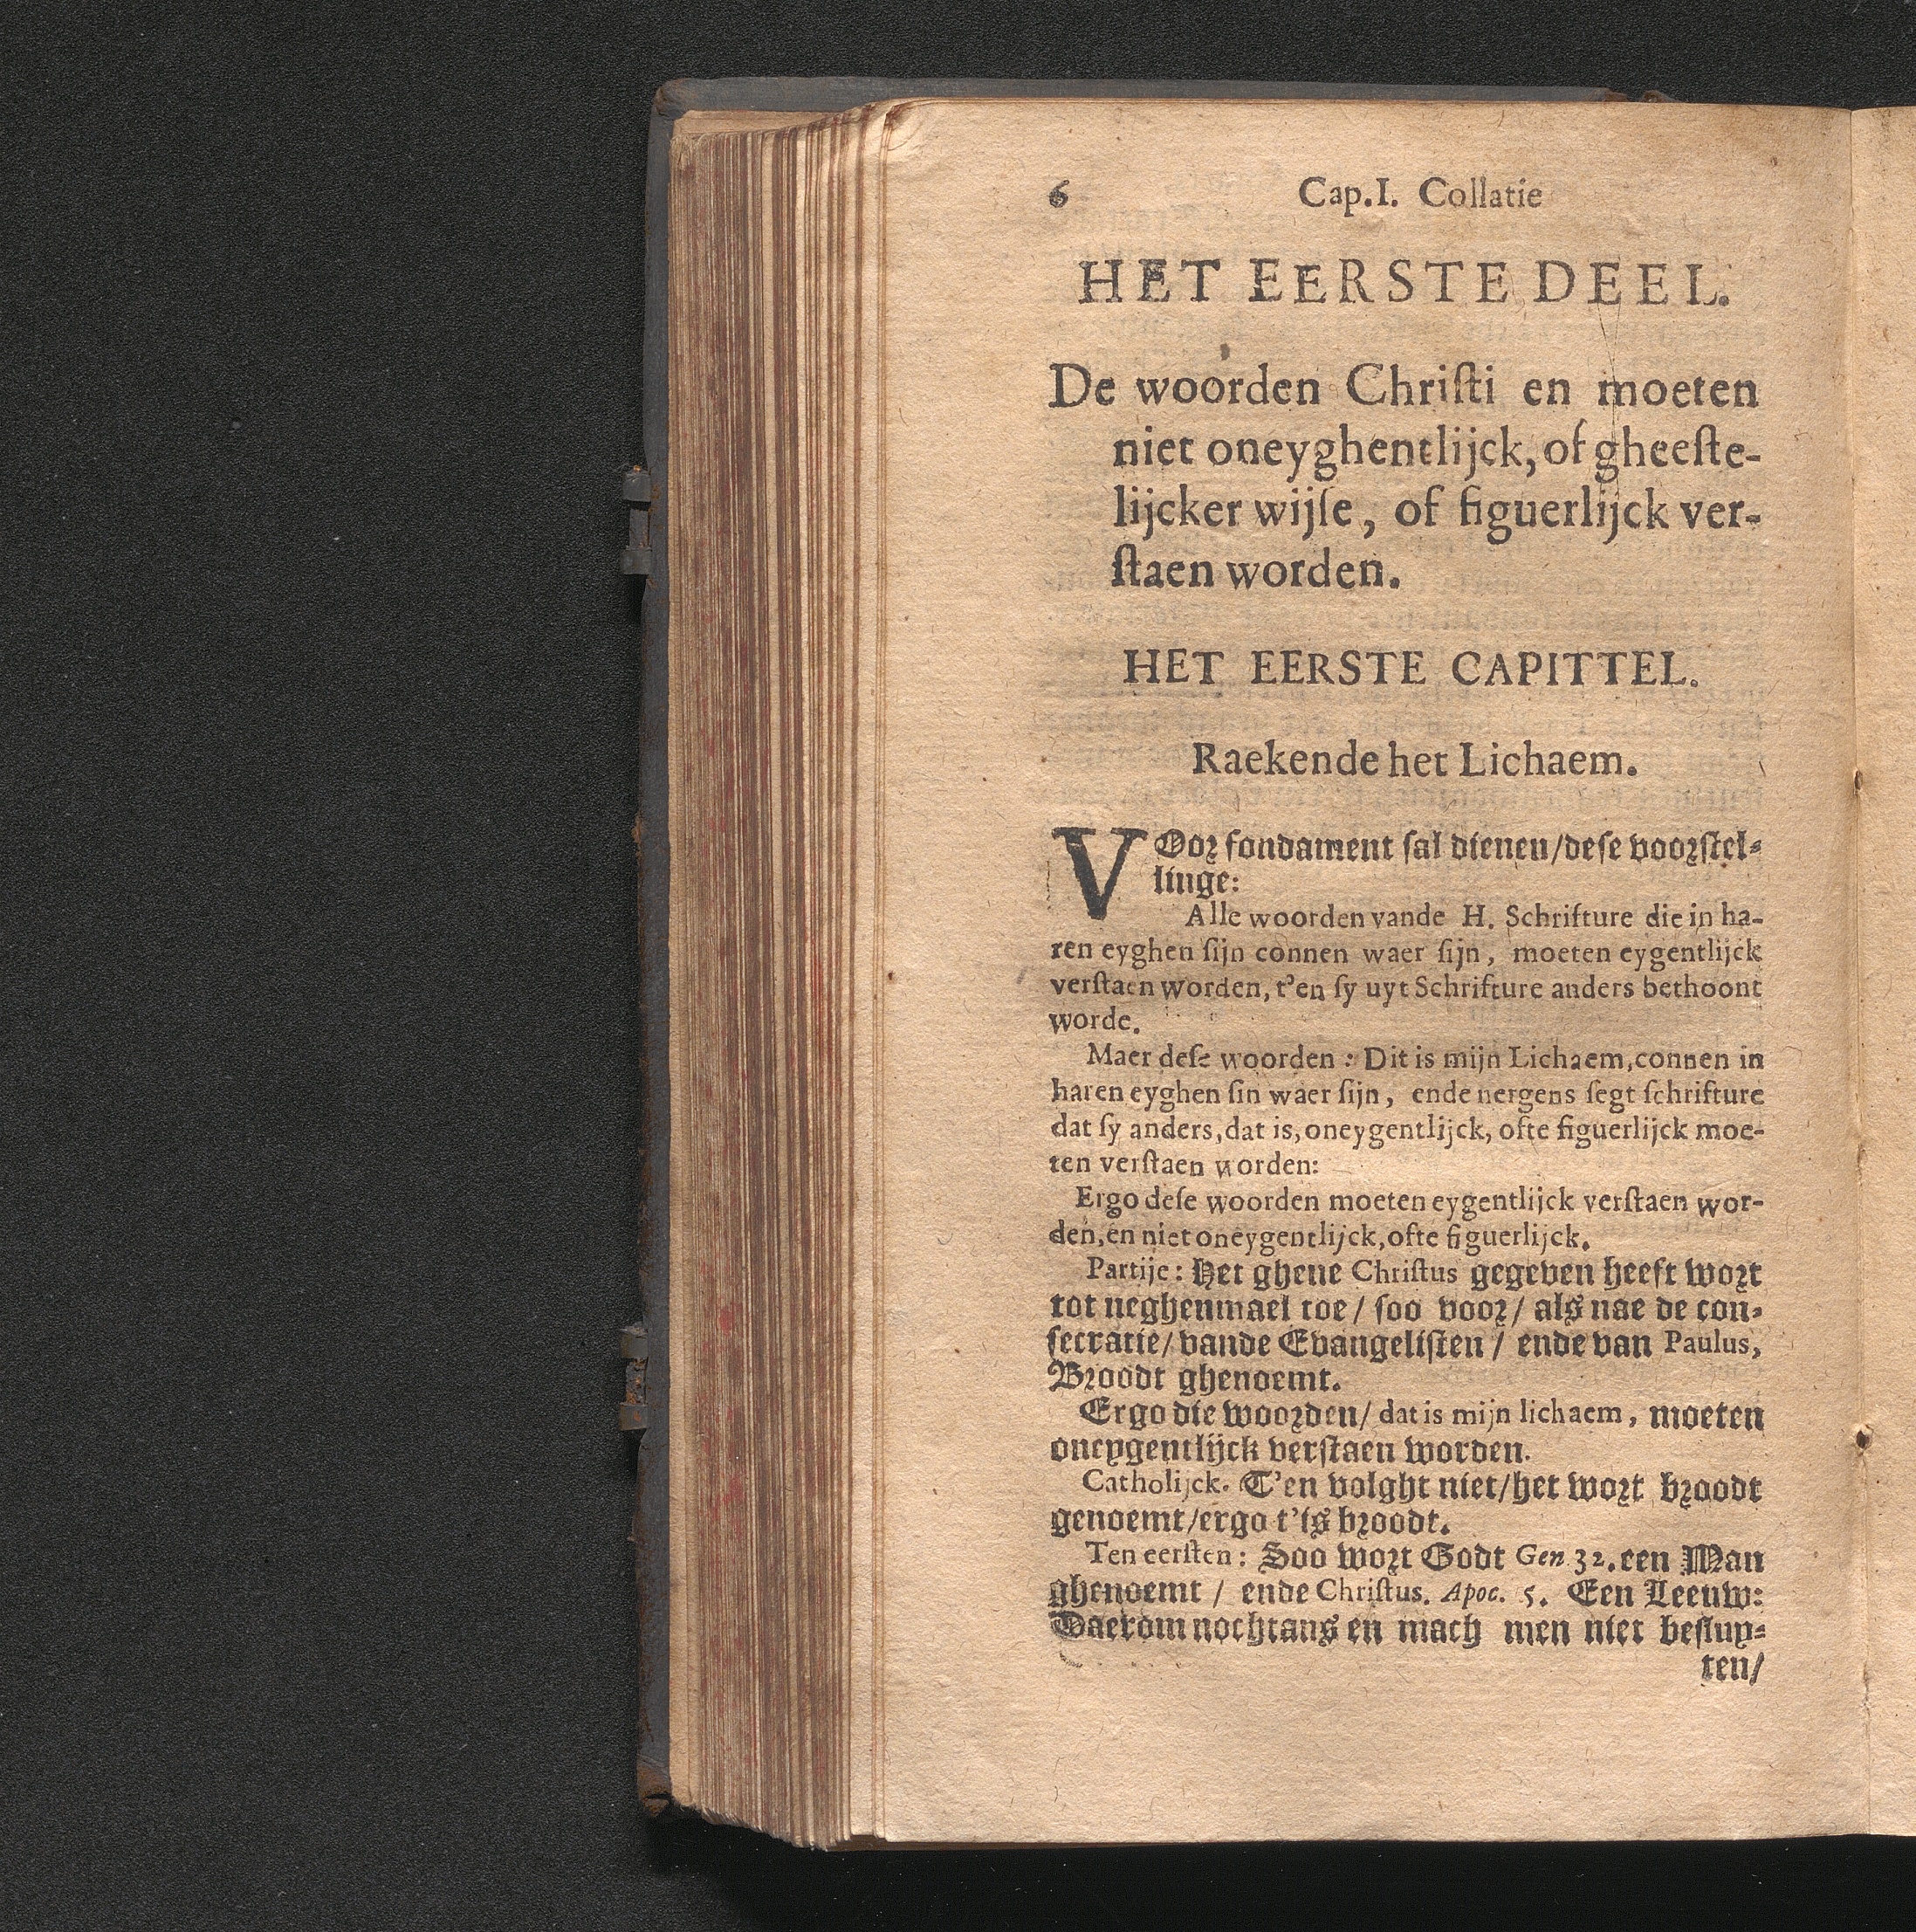 6 Cap.I. Collatie
HET EERSTE DEEL.
De woorden Chriſti en moeten
niet oneyghentlijck, of gheeſte-
lijcker wijſe, of figuerlijck ver-
ſtaen worden.
HET EERSTE CAPITTEL.
Raekende het Lichaem.
VOor fondament ſal dienen/deſe voorſtel-
linge:
Alle woorden vande H. Schrifture die in ha-
ren eyghen ſijn connen waer ſijn, moeten eygentlijck
verſtaen worden, t'en ſy uyt Schrifture anders bethoont
worde.
Maer deſe woorden: Dit is mijn Lichaem, connen in
haren eyghen ſin waer ſijn, ende nergens ſegt ſchrifture
dat ſy anders, dat is, oneygentlijck, ofte figuerlijck moe-
ten verſtaen worden:
Ergo deſe woorden moeten eygentlijck verſtaen wor-
den, en niet oneygentlijck, ofte figuerlijck.
Partije: Het ghene Chriſtus gegeven heeft wort
tot neghenmael toe/ ſoo voor/ als nae de con-
ſecratie/ vande Evangeliſten/ ende van Paulus,
Broodt ghenoemt.
Ergo die woorden/ dat is mijn lichaem, moeten
oneygentlijck verſtaen worden.
Catholijck. T'en volght niet/het wort broodt
genoemt/ergo t'is broodt.
Ten eerſten: Soo wort Godt Gen 32. een Man
ghenoemt / ende Chriſtus. Apoc. 5. Een Leeuw:
Daerom nochtans en mach men niet beſluy-
ten/